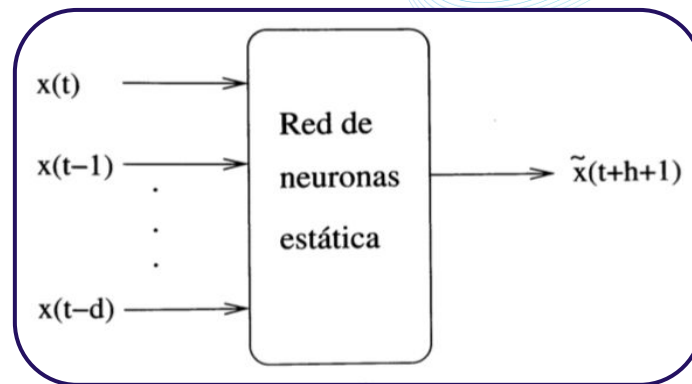 x(t)
x(t−1)
.
.
.
x(t−d)
Red de
neuronas
estática
x̃(t+h+1)